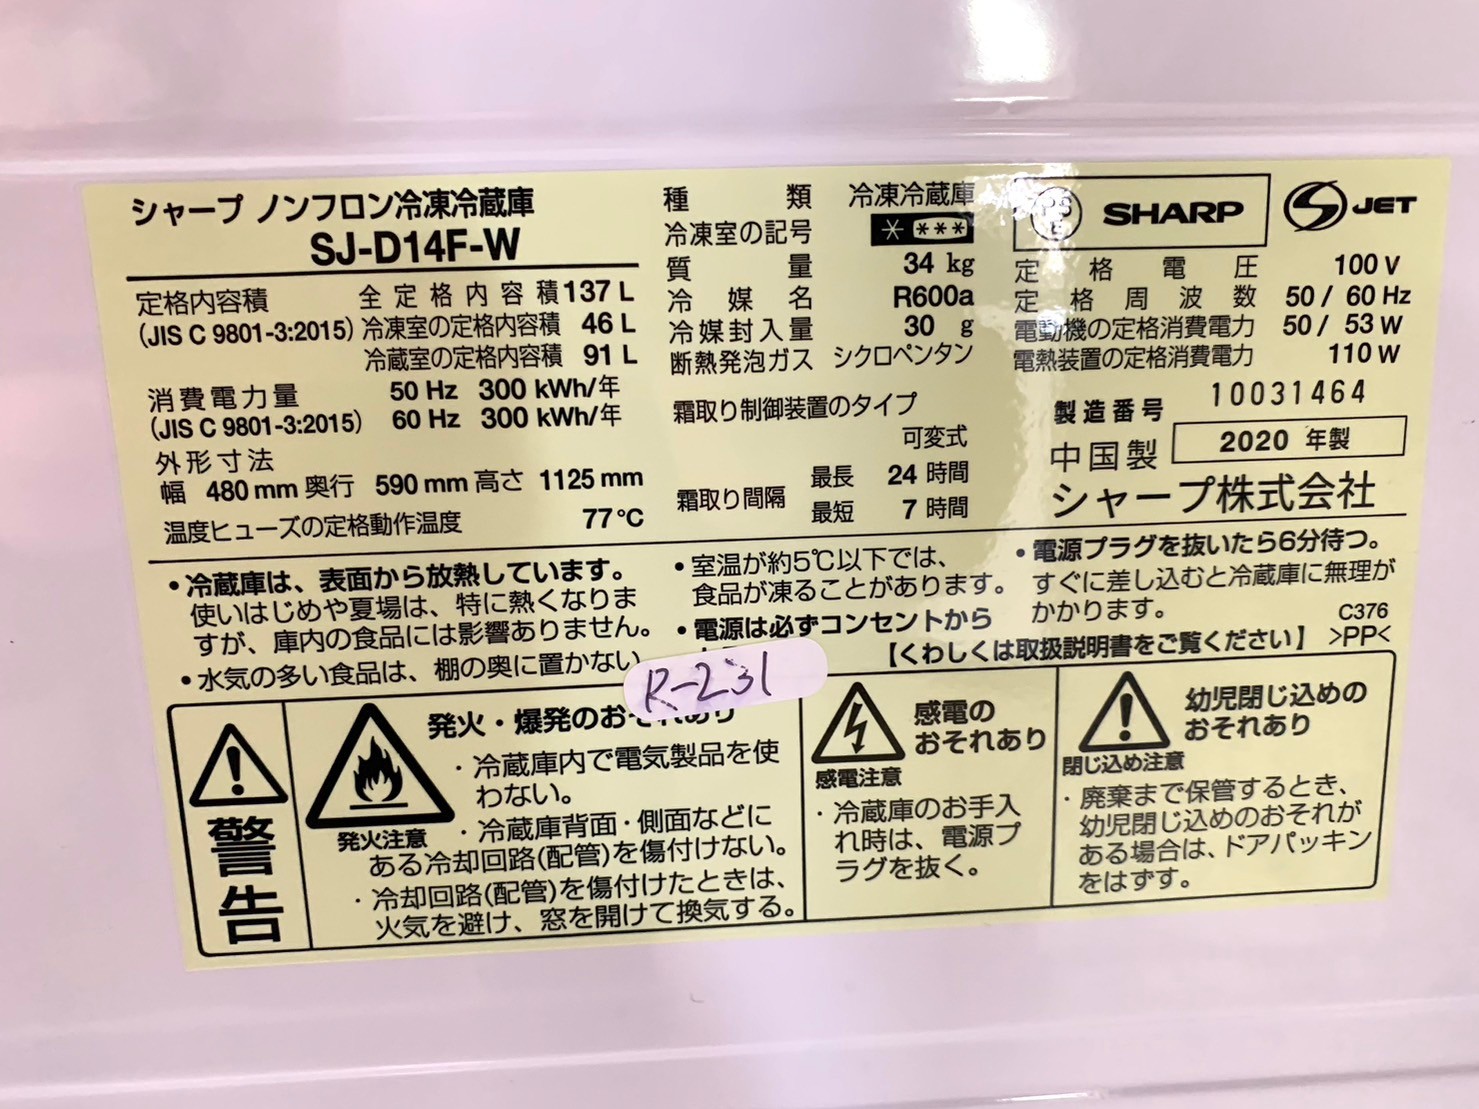 シャープ ノンフロン冷凍冷蔵庫
SJ-D14F-W
定格内容積
(JIS C 9801-3:2015)
全定格内容積 137 L
冷凍室の定格内容積 46 L
冷蔵室の定格内容積 91 L
消費電力量
(JIS C 9801-3:2015)
50 Hz 300 kWh/年
60 Hz 300 kWh/年
外形寸法
幅 480 mm 奥行 590 mm 高さ 1125 mm
温度ヒューズの定格動作温度 77℃
種類 冷凍冷蔵庫
冷凍室の記号 * ***
質量 34 kg
冷媒名 R600a
冷媒封入量 30 g
断熱発泡ガス シクロペンタン
霜取り制御装置のタイプ
可変式
霜取り間隔
最長 24 時間
最短 7 時間
PS
E
SHARP
S JET
定格電圧 100 V
定格周波数 50 / 60 Hz
電動機の定格消費電力 50 / 53 W
電熱装置の定格消費電力 110 W
製造番号 10031464
中国製 2020 年製
シャープ株式会社
・冷蔵庫は、表面から放熱しています。
使いはじめや夏場は、特に熱くなりま
すが、庫内の食品には影響ありません。
・水気の多い食品は、棚の奥に置かない
・室温が約5℃以下では、
食品が凍ることがあります。
・電源は必ずコンセントから
・電源プラグを抜いたら6分待つ。
すぐに差し込むと冷蔵庫に無理が
かかります。
C376
【くわしくは取扱説明書をご覧ください】 >PP<
R-231
警告
発火・爆発のおそれあり
発火注意
・冷蔵庫内で電気製品を使
わない。
・冷蔵庫背面・側面などに
ある冷却回路(配管)を傷付けない。
・冷却回路(配管)を傷付けたときは、
火気を避け、窓を開けて換気する。
感電の
おそれあり
感電注意
・冷蔵庫のお手入
れ時は、電源プ
ラグを抜く。
幼児閉じ込めの
おそれあり
閉じ込め注意
・廃棄まで保管するとき、
幼児閉じ込めのおそれが
ある場合は、ドアパッキン
をはずす。